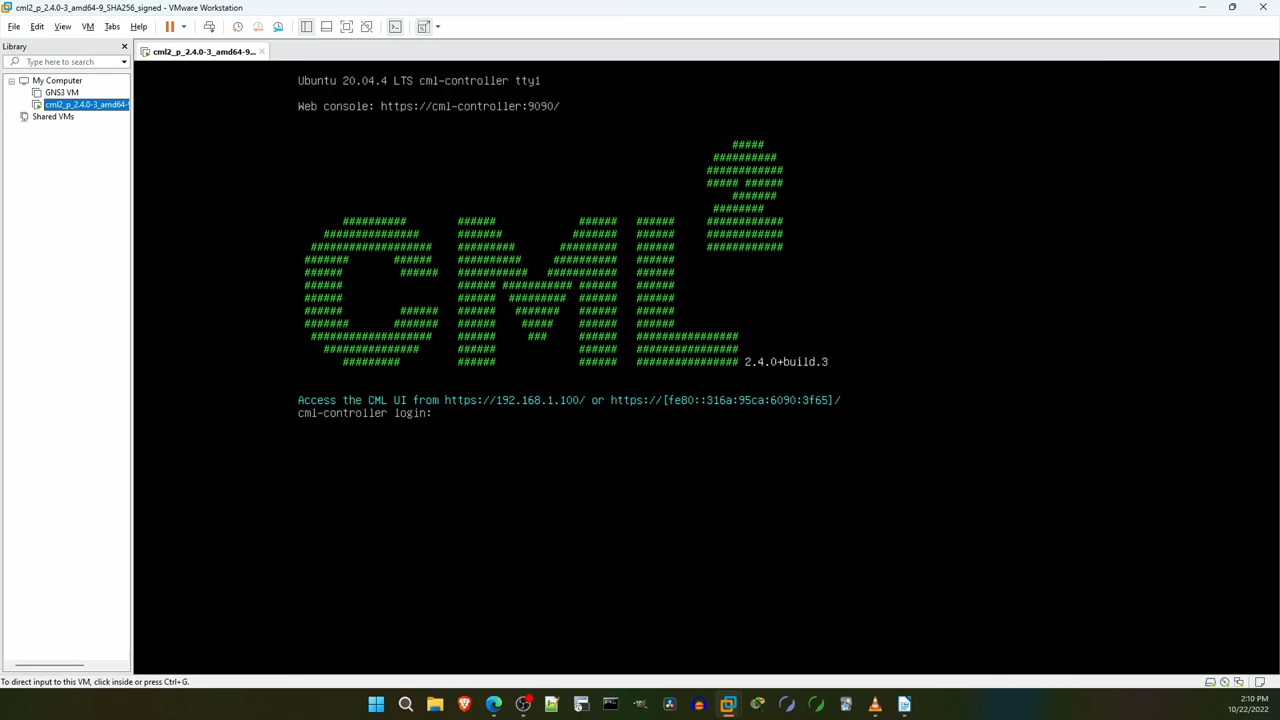 cml2_p_2.4.0-3_amd64-9_SHA256_signed - VMware Workstation
File Edit View VM Tabs Help
Library
Type here to search
My Computer
GNS3 VM
cml2_p_2.4.0-3_amd64-9
Shared VMs
cml2_p_2.4.0-3_amd64-9...
Ubuntu 20.04.4 LTS cml-controller tty1
Web console: https://cml-controller:9090/
CML2
2.4.0+build.3
Access the CML UI from https://192.168.1.100/ or https://[fe80::316a:95ca:6090:3f65]/
cml-controller login:
To direct input to this VM, click inside or press Ctrl+G.
2:10 PM
10/22/2022